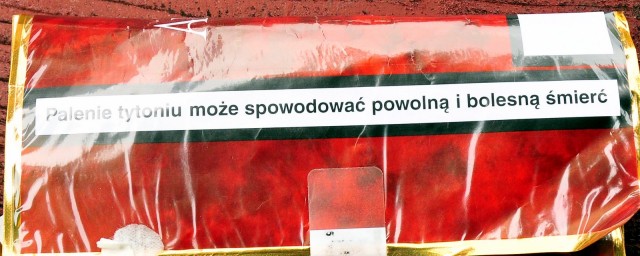 Palenie tytoniu może spowodować powolną i bolesną śmierć